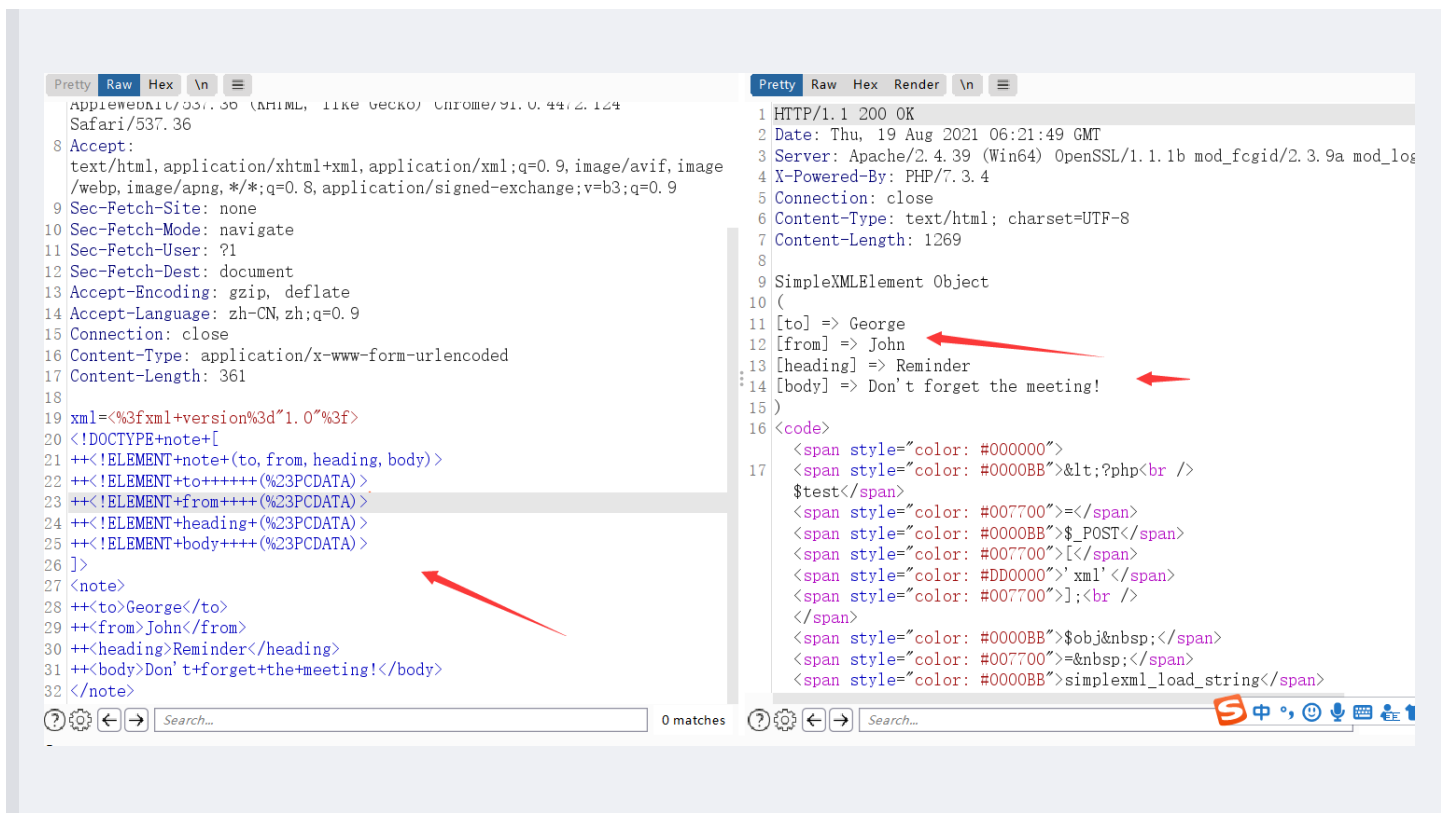 Pretty Raw Hex \n
AppleWebKit/537.36 (KHTML, like Gecko) Chrome/91.0.4472.124
Safari/537.36
8 Accept:
text/html,application/xhtml+xml,application/xml;q=0.9,image/avif,image
/webp,image/apng,*/*;q=0.8,application/signed-exchange;v=b3;q=0.9
9 Sec-Fetch-Site: none
10 Sec-Fetch-Mode: navigate
11 Sec-Fetch-User: ?1
12 Sec-Fetch-Dest: document
13 Accept-Encoding: gzip, deflate
14 Accept-Language: zh-CN,zh;q=0.9
15 Connection: close
16 Content-Type: application/x-www-form-urlencoded
17 Content-Length: 361
18
19 xml=<%3fxml+version%3d"1.0"%3f>
20 <!DOCTYPE+note+[
21 ++<!ELEMENT+note+(to,from,heading,body)>
22 ++<!ELEMENT+to++++++(%23PCDATA)>
23 ++<!ELEMENT+from++++(%23PCDATA)>
24 ++<!ELEMENT+heading+(%23PCDATA)>
25 ++<!ELEMENT+body++++(%23PCDATA)>
26 ]>
27 <note>
28 ++<to>George</to>
29 ++<from>John</from>
30 ++<heading>Reminder</heading>
31 ++<body>Don't+forget+the+meeting!</body>
32 </note>
? Search... 0 matches
Pretty Raw Hex Render \n
1 HTTP/1.1 200 OK
2 Date: Thu, 19 Aug 2021 06:21:49 GMT
3 Server: Apache/2.4.39 (Win64) OpenSSL/1.1.1b mod_fcgid/2.3.9a mod_log
4 X-Powered-By: PHP/7.3.4
5 Connection: close
6 Content-Type: text/html; charset=UTF-8
7 Content-Length: 1269
8
9 SimpleXMLElement Object
10 (
11 [to] => George
12 [from] => John
13 [heading] => Reminder
14 [body] => Don't forget the meeting!
15 )
16 <code>
<span style="color: #000000">
17 <span style="color: #0000BB">&lt;?php<br />
$test</span>
<span style="color: #007700">=</span>
<span style="color: #0000BB">$_POST</span>
<span style="color: #007700">[</span>
<span style="color: #DD0000">'xml'</span>
<span style="color: #007700">];<br />
</span>
<span style="color: #0000BB">$obj&nbsp;</span>
<span style="color: #007700">=&nbsp;</span>
<span style="color: #0000BB">simplexml_load_string</span>
? Search...
S 中 °,